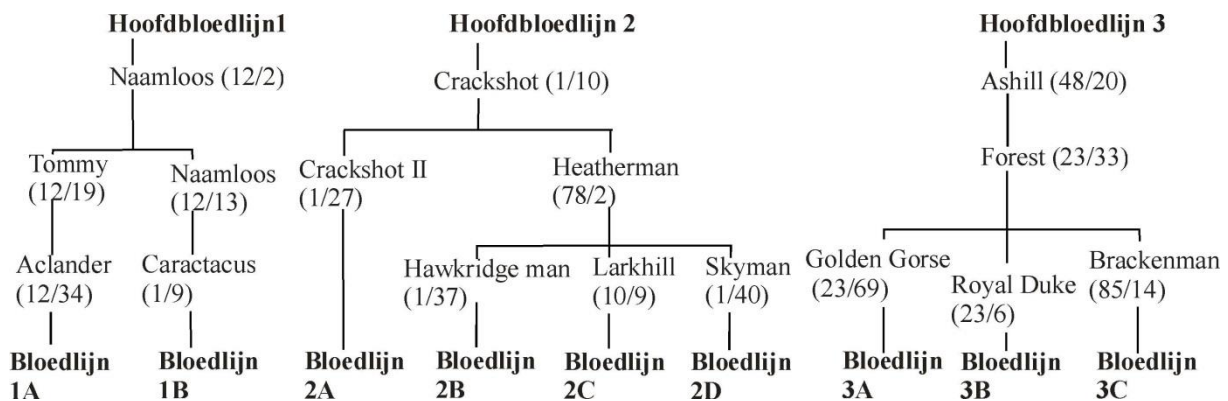 Hoofdbloedlijn1
Naamloos (12/2)
Tommy
(12/19)
Naamloos
(12/13)
Aclander
(12/34)
Caractacus
(1/9)
Bloedlijn
1A
Bloedlijn
1B
Hoofdbloedlijn 2
Crackshot (1/10)
Crackshot II
(1/27)
Heatherman
(78/2)
Hawkridge man
(1/37)
Larkhill
(10/9)
Skyman
(1/40)
Bloedlijn
2A
Bloedlijn
2B
Bloedlijn
2C
Bloedlijn
2D
Hoofdbloedlijn 3
Ashill (48/20)
Forest (23/33)
Golden Gorse
(23/69)
Royal Duke
(23/6)
Brackenman
(85/14)
Bloedlijn
3A
Bloedlijn
3B
Bloedlijn
3C